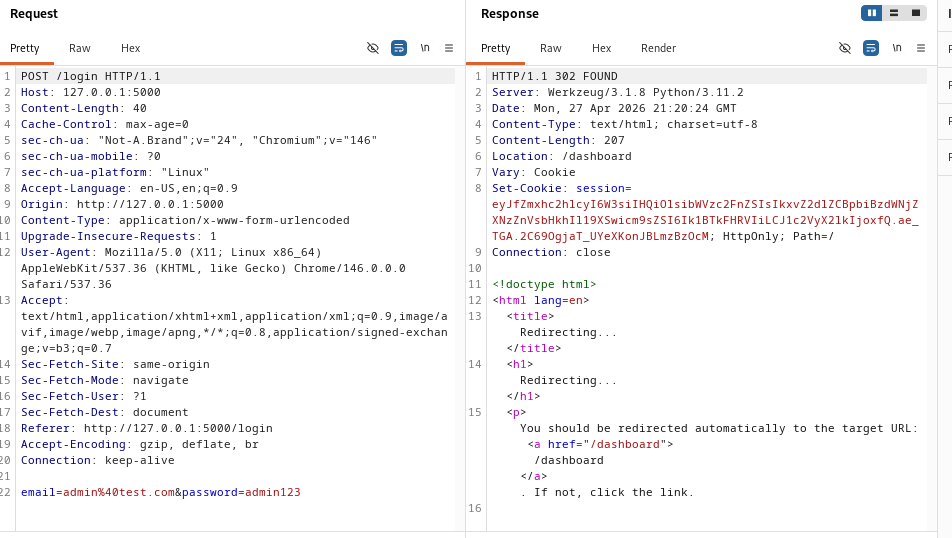 Request
Pretty Raw Hex
\n
1 POST /login HTTP/1.1
2 Host: 127.0.0.1:5000
3 Content-Length: 40
4 Cache-Control: max-age=0
5 sec-ch-ua: "Not-A.Brand";v="24", "Chromium";v="146"
6 sec-ch-ua-mobile: ?0
7 sec-ch-ua-platform: "Linux"
8 Accept-Language: en-US,en;q=0.9
9 Origin: http://127.0.0.1:5000
10 Content-Type: application/x-www-form-urlencoded
11 Upgrade-Insecure-Requests: 1
12 User-Agent: Mozilla/5.0 (X11; Linux x86_64)
AppleWebKit/537.36 (KHTML, like Gecko) Chrome/146.0.0.0
Safari/537.36
13 Accept:
text/html,application/xhtml+xml,application/xml;q=0.9,image/a
vif,image/webp,image/apng,*/*;q=0.8,application/signed-exchan
ge;v=b3;q=0.7
14 Sec-Fetch-Site: same-origin
15 Sec-Fetch-Mode: navigate
16 Sec-Fetch-User: ?1
17 Sec-Fetch-Dest: document
18 Referer: http://127.0.0.1:5000/login
19 Accept-Encoding: gzip, deflate, br
20 Connection: keep-alive
21
22 email=admin%40test.com&password=admin123
Response
Pretty Raw Hex Render
\n
1 HTTP/1.1 302 FOUND
2 Server: Werkzeug/3.1.8 Python/3.11.2
3 Date: Mon, 27 Apr 2026 21:20:24 GMT
4 Content-Type: text/html; charset=utf-8
5 Content-Length: 207
6 Location: /dashboard
7 Vary: Cookie
8 Set-Cookie: session=
eyJfZmxhc2hlcyI6W3siIHQiOlsibWVzc2FnZSIsIkxvZ2dlZCBpbiBzdWNjZ
XNzZnVsbHkhIl19XSwicm9sZSI6Ik1BTkFHRVIiLCJ1c2VyX2lkIjoxfQ.ae_
TGA.2C69OgjaT_UYeXKonJBLmzBzOcM; HttpOnly; Path=/
9 Connection: close
10
11 <!doctype html>
12 <html lang=en>
13 <title>
Redirecting...
</title>
14 <h1>
Redirecting...
</h1>
15 <p>
You should be redirected automatically to the target URL:
<a href="/dashboard">
/dashboard
</a>
. If not, click the link.
16